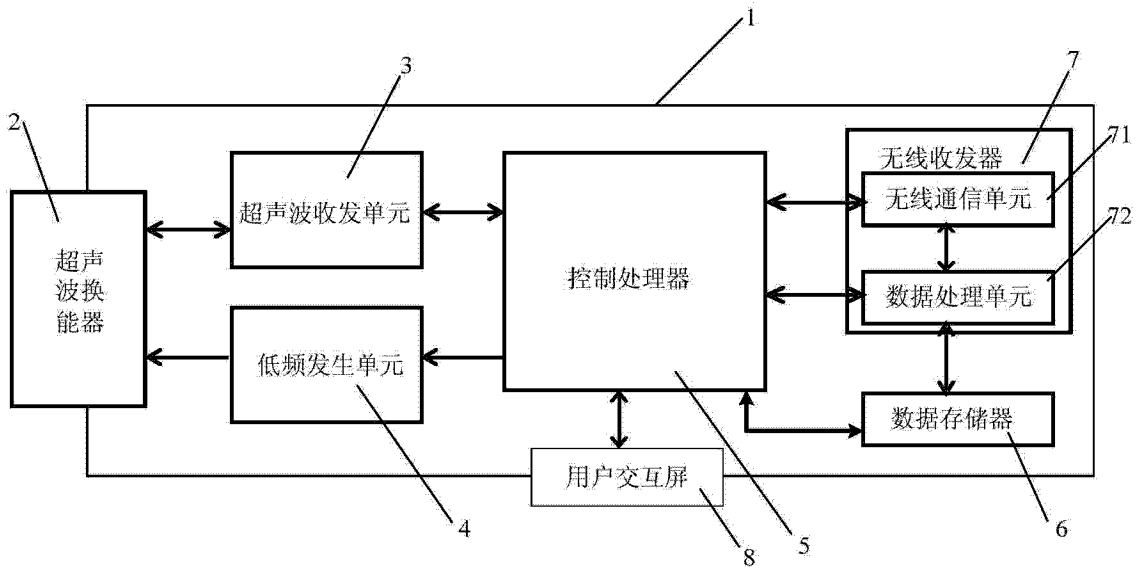 1
3
7
2
71
无线收发器
超声波收发单元
无线通信单元
72
超声
波换
能器
控制处理器
数据处理单元
低频发生单元
数据存储器
用户交互屏
4
8
5
6